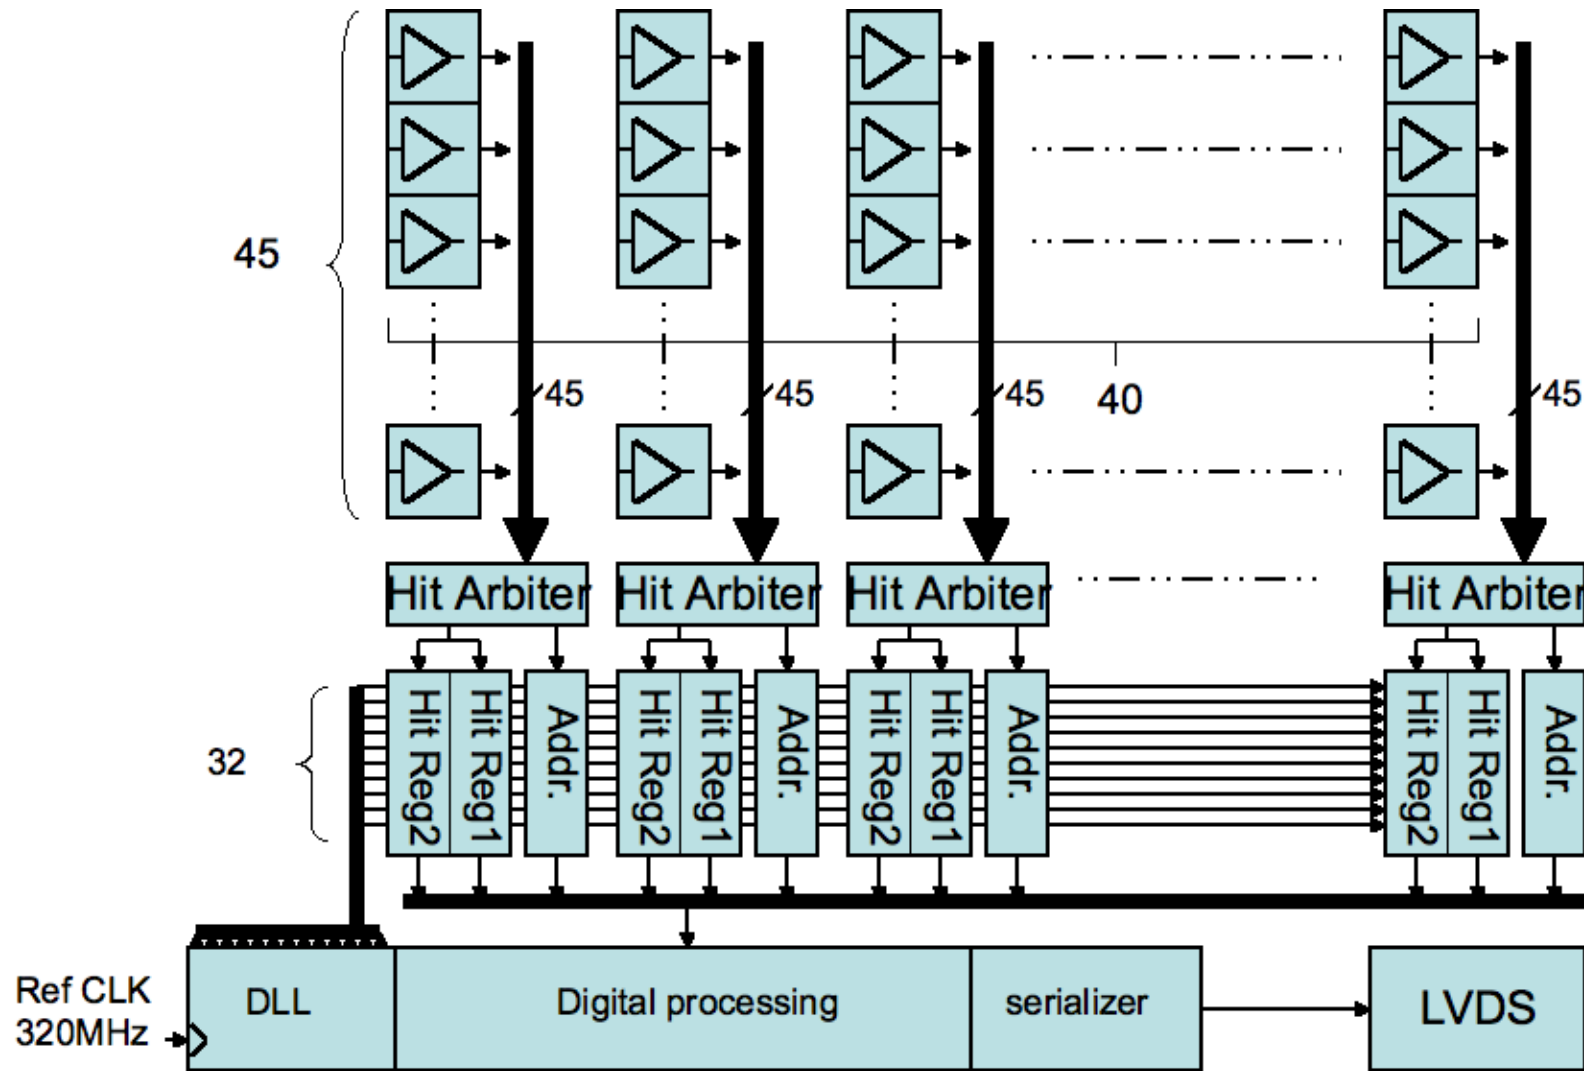 45
45
45
45
45
40
Hit Arbiter
Hit Arbiter
Hit Arbiter
Hit Arbiter
Hit Reg2
Hit Reg1
Addr.
Hit Reg2
Hit Reg1
Addr.
Hit Reg2
Hit Reg1
Addr.
Hit Reg2
Hit Reg1
Addr.
32
Ref CLK
320MHz
DLL
Digital processing
serializer
LVDS